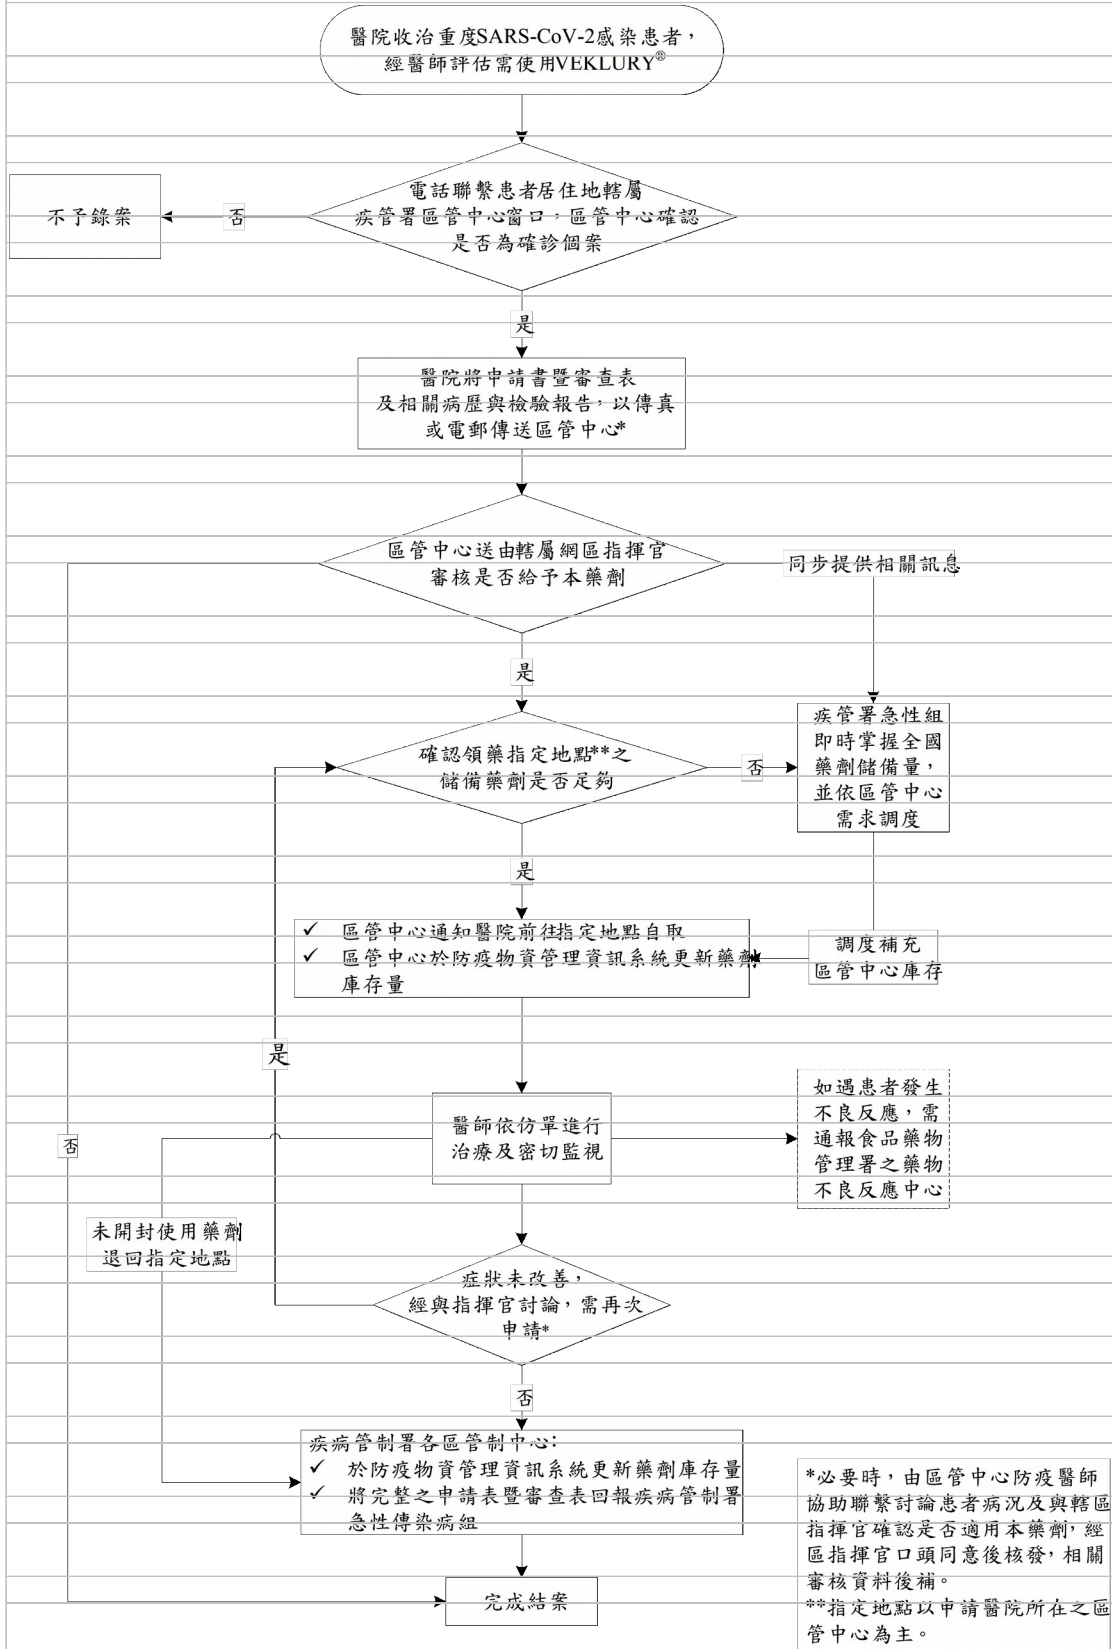 醫院收治重度SARS-CoV-2感染患者，
經醫師評估需使用VEKLURY®
電話聯繫患者居住地轄屬
疾管署區管中心窗口，區管中心確認
是否為確診個案
否
不予錄案
是
醫院將申請書暨審查表
及相關病歷與檢驗報告，以傳真
或電郵傳送區管中心*
區管中心送由轄屬網區指揮官
審核是否給予本藥劑
同步提供相關訊息
是
疾管署急性組
即時掌握全國
藥劑儲備量，
並依區管中心
需求調度
確認領藥指定地點**之
儲備藥劑是否足夠
否
是
✓ 區管中心通知醫院前往指定地點自取
✓ 區管中心於防疫物資管理資訊系統更新藥劑
庫存量
調度補充
區管中心庫存
是
否
醫師依仿單進行
治療及密切監視
如遇患者發生
不良反應，需
通報食品藥物
管理署之藥物
不良反應中心
未開封使用藥劑
退回指定地點
症狀未改善，
經與指揮官討論，需再次
申請*
否
疾病管制署各區管制中心:
✓ 於防疫物資管理資訊系統更新藥劑庫存量
✓ 將完整之申請表暨審查表回報疾病管制署
急性傳染病組
完成結案
*必要時，由區管中心防疫醫師
協助聯繫討論患者病況及與轄區
指揮官確認是否適用本藥劑，經
區指揮官口頭同意後核發，相關
審核資料後補。
**指定地點以申請醫院所在之區
管中心為主。